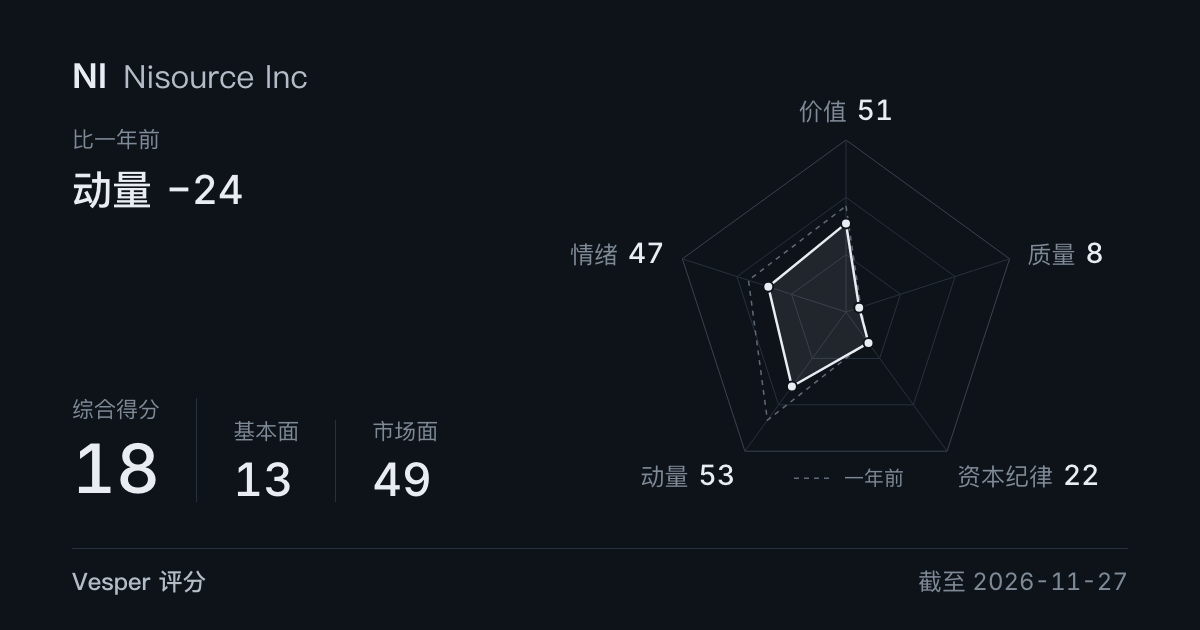 NI Nisource Inc
比一年前
动量 −24
价值 51
情绪 47
质量 8
动量 53
---- 一年前
资本纪律 22
综合得分
18
基本面
13
市场面
49
Vesper 评分
截至 2026-11-27